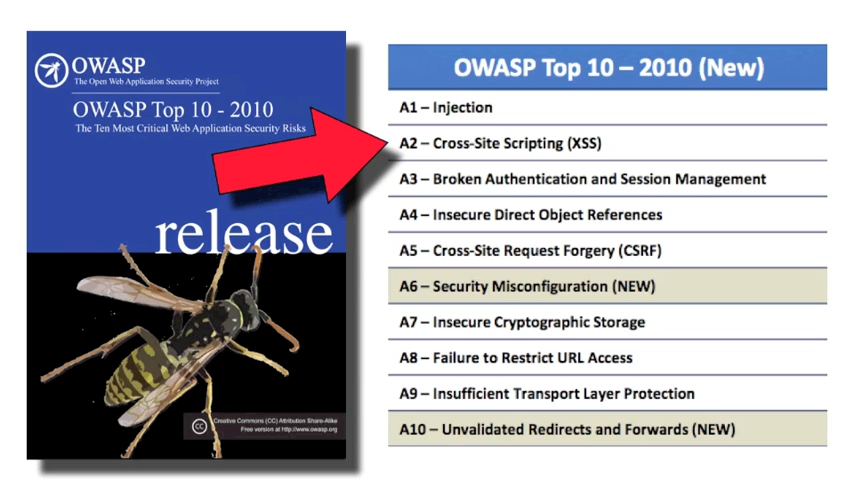 OWASP
The Open Web Application Security Project
OWASP Top 10 - 2010
The Ten Most Critical Web Application Security Risks
release
Creative Commons (CC) Attribution Share-Alike
Free version at http://www.owasp.org
cc
OWASP Top 10 – 2010 (New)
A1 – Injection
A2 – Cross-Site Scripting (XSS)
A3 – Broken Authentication and Session Management
A4 – Insecure Direct Object References
A5 – Cross-Site Request Forgery (CSRF)
A6 – Security Misconfiguration (NEW)
A7 – Insecure Cryptographic Storage
A8 – Failure to Restrict URL Access
A9 – Insufficient Transport Layer Protection
A10 – Unvalidated Redirects and Forwards (NEW)